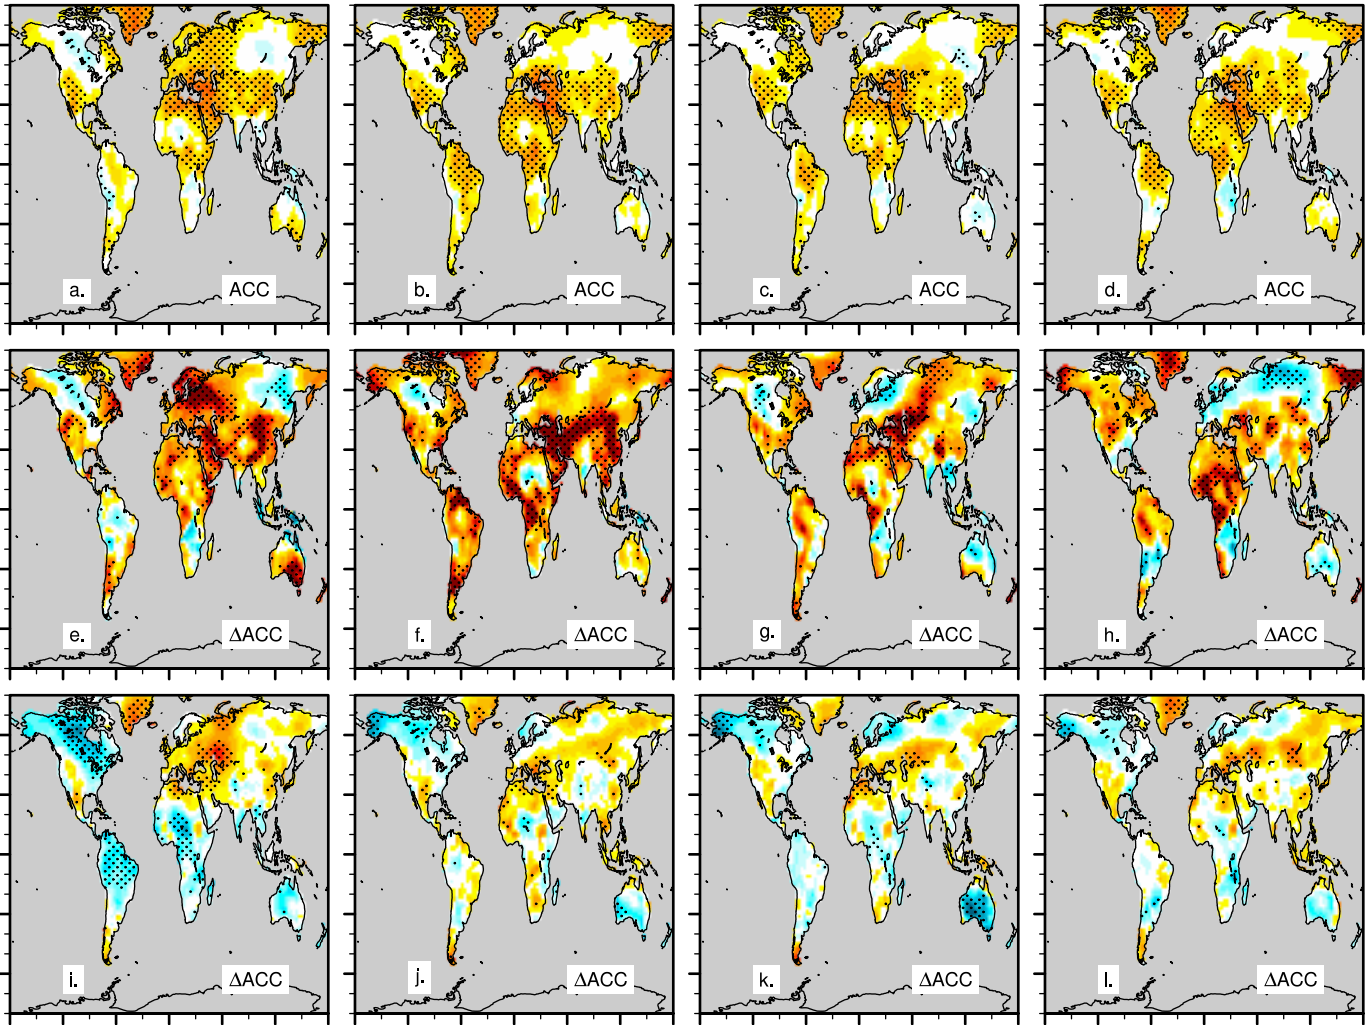 a. ACC b. ACC c. ACC d. ACC
e. ΔACC f. ΔACC g. ΔACC h. ΔACC
i. ΔACC j. ΔACC k. ΔACC l. ΔACC